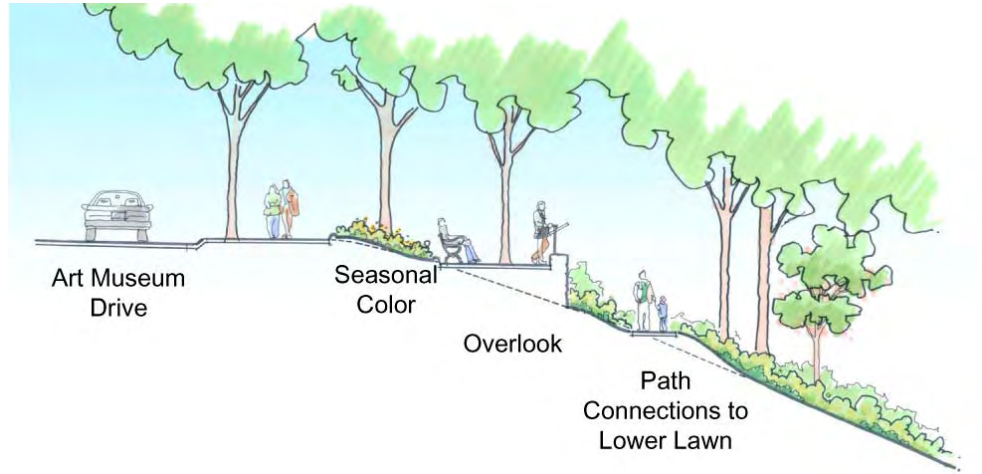 Art Museum
Drive
Seasonal
Color
Overlook
Path
Connections to
Lower Lawn